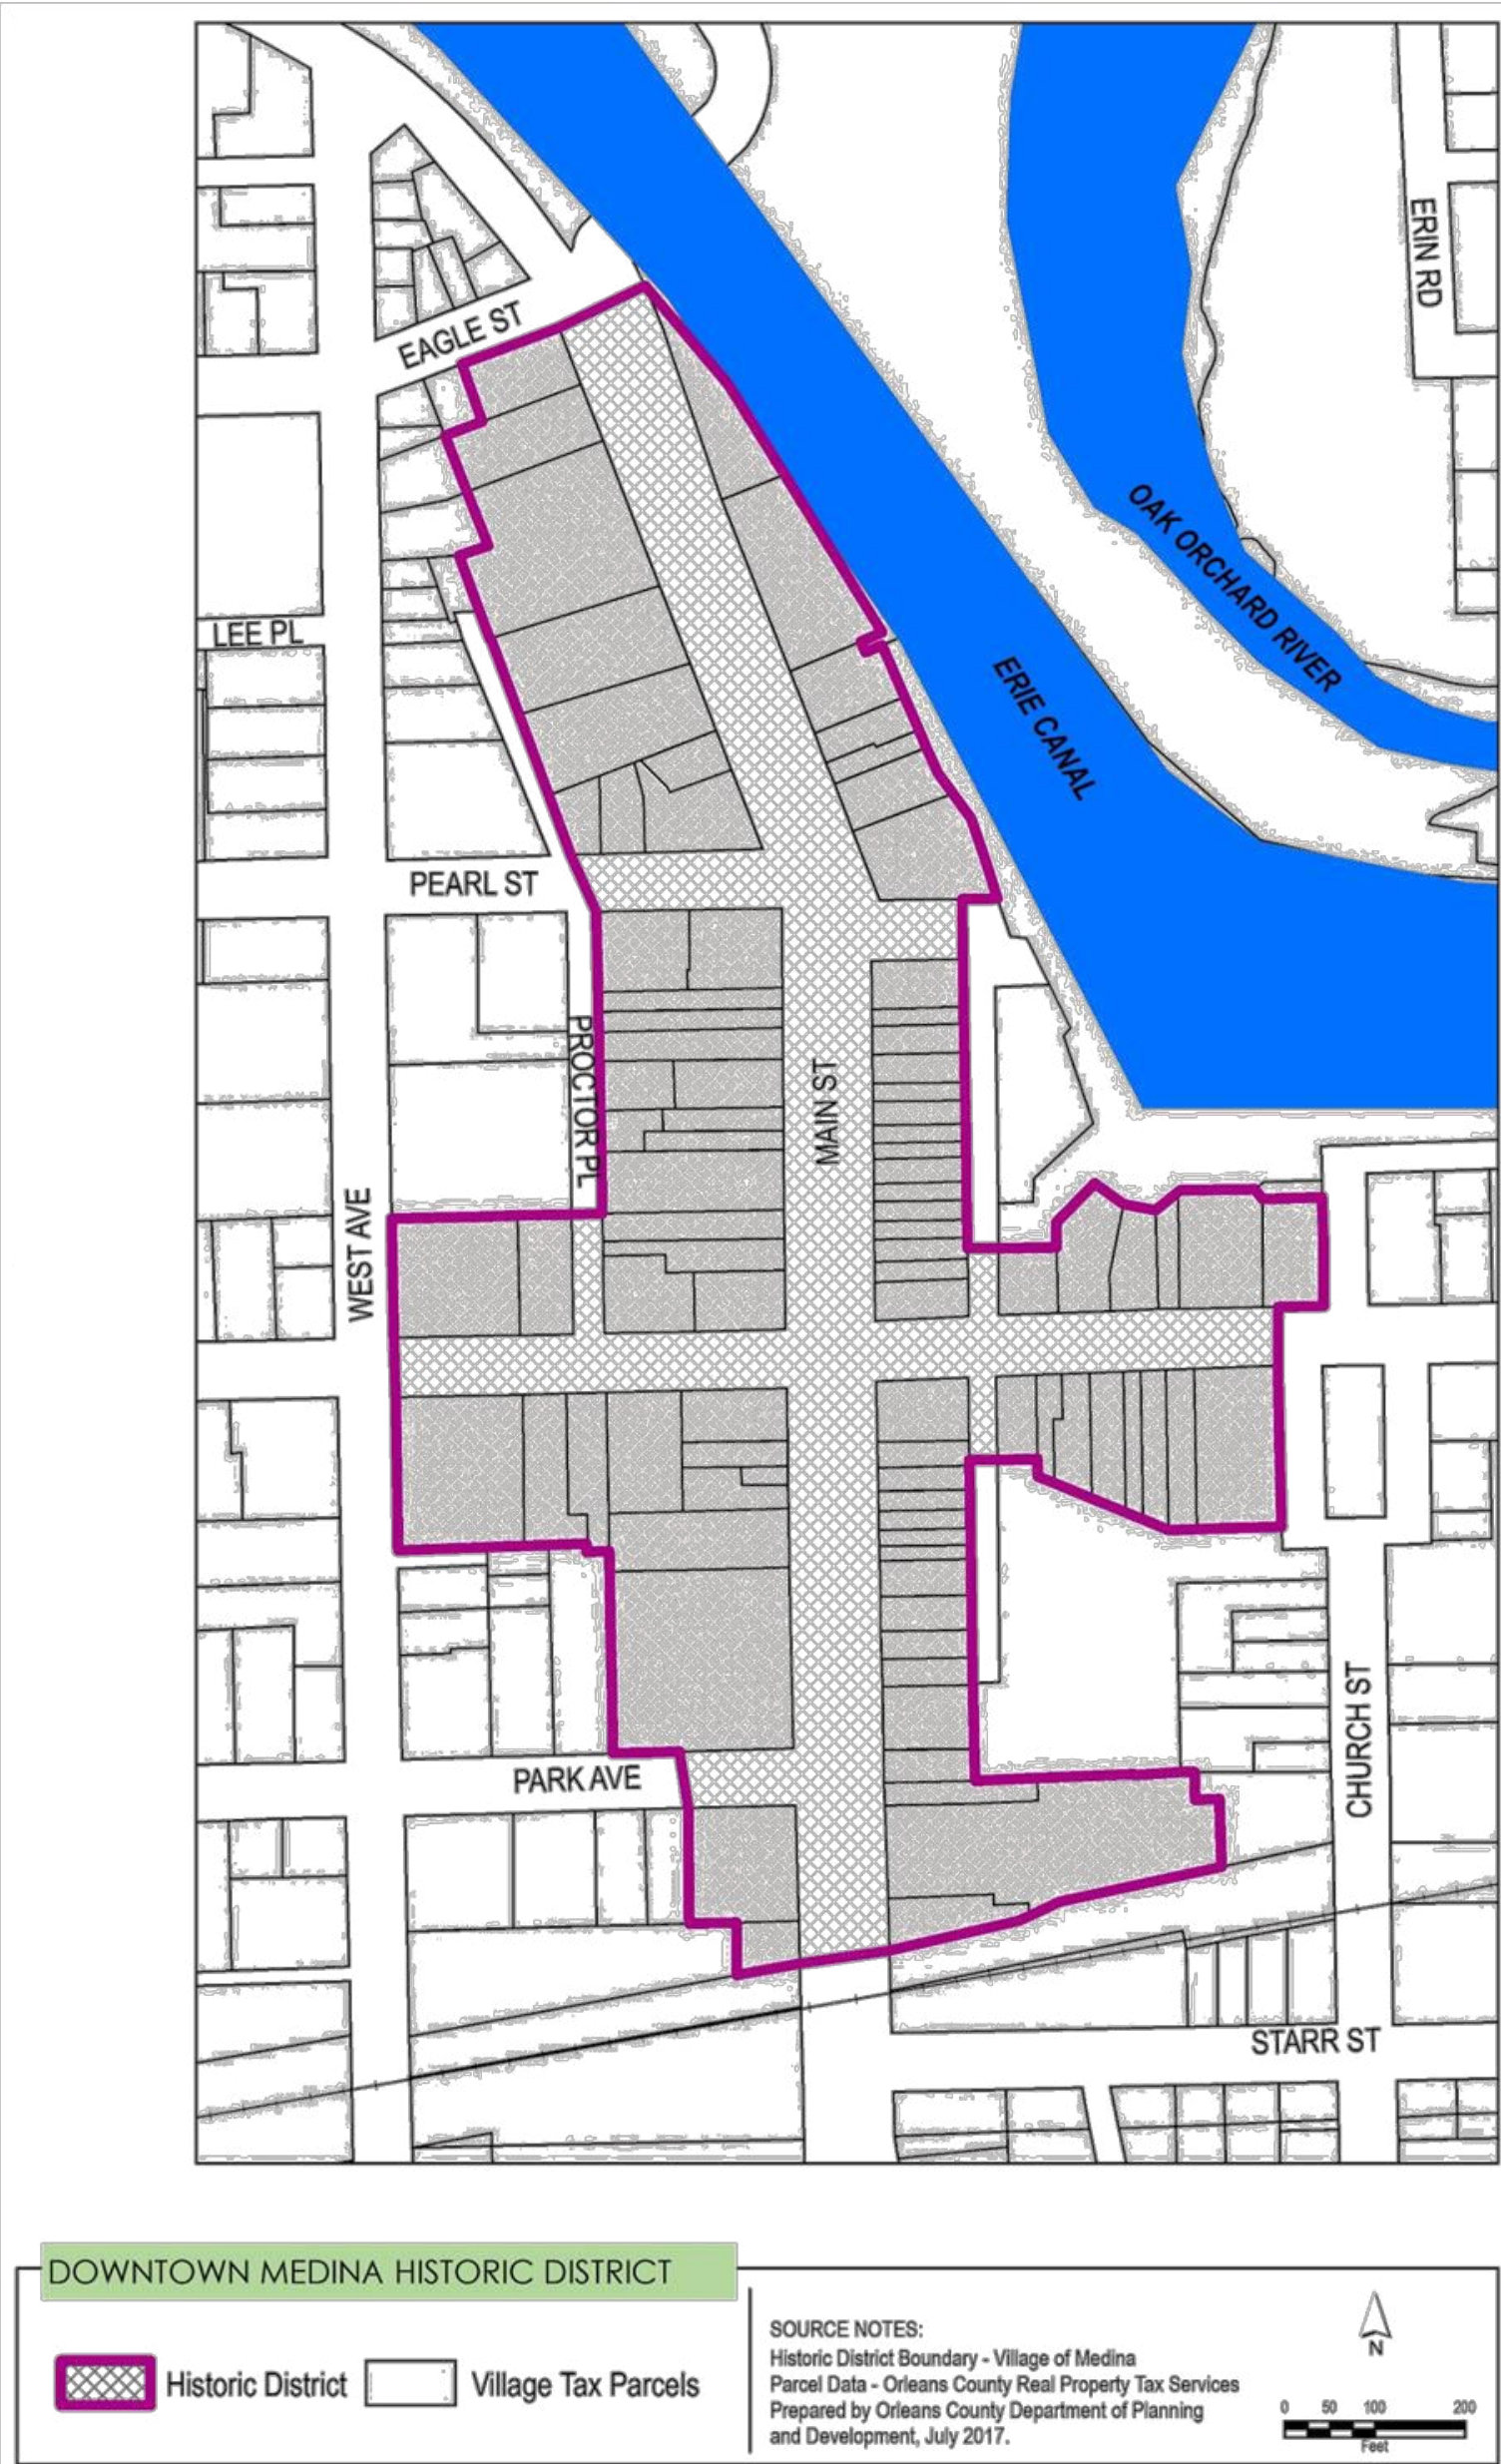 ERIN RD
EAGLE ST
OAK ORCHARD RIVER
LEE PL
ERIE CANAL
PEARL ST
PROCTOR PL
MAIN ST
WEST AVE
CHURCH ST
PARK AVE
STARR ST
DOWNTOWN MEDINA HISTORIC DISTRICT
Historic District
Village Tax Parcels
SOURCE NOTES:
Historic District Boundary - Village of Medina
Parcel Data - Orleans County Real Property Tax Services
Prepared by Orleans County Department of Planning
and Development, July 2017.
N
0 50 100 200
Feet